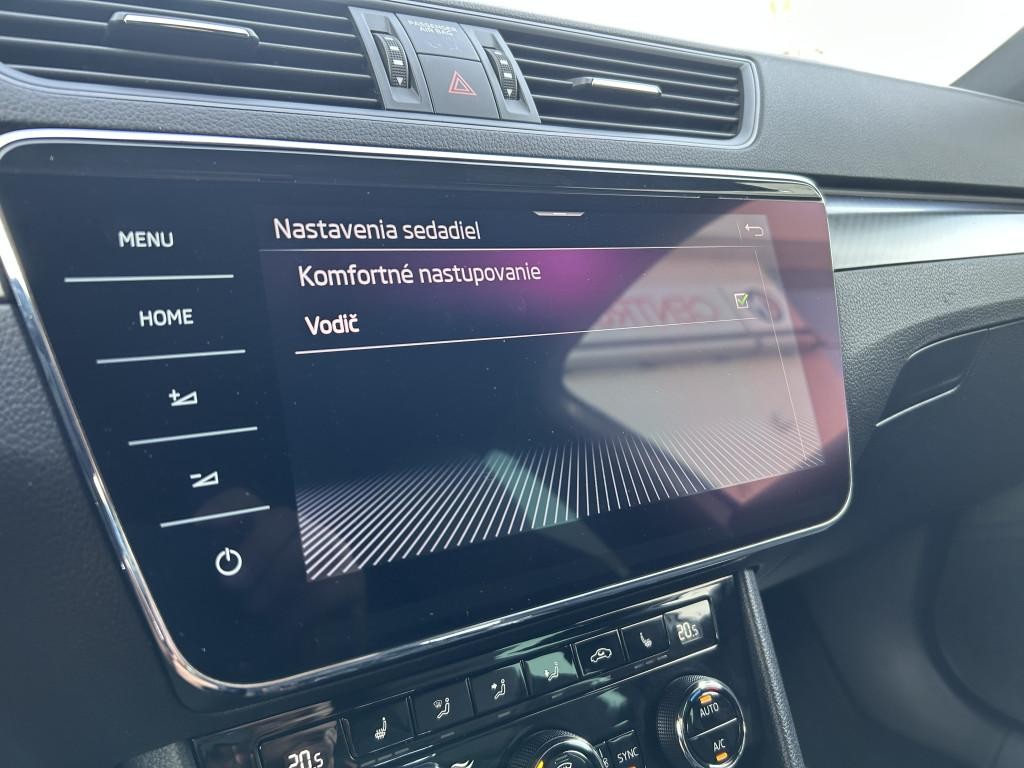 PASSENGER
AIR BAG
MENU
HOME
Nastavenia sedadiel
Komfortné nastupovanie
Vodič
20.5
20.5
AUTO
A/C
SYNC